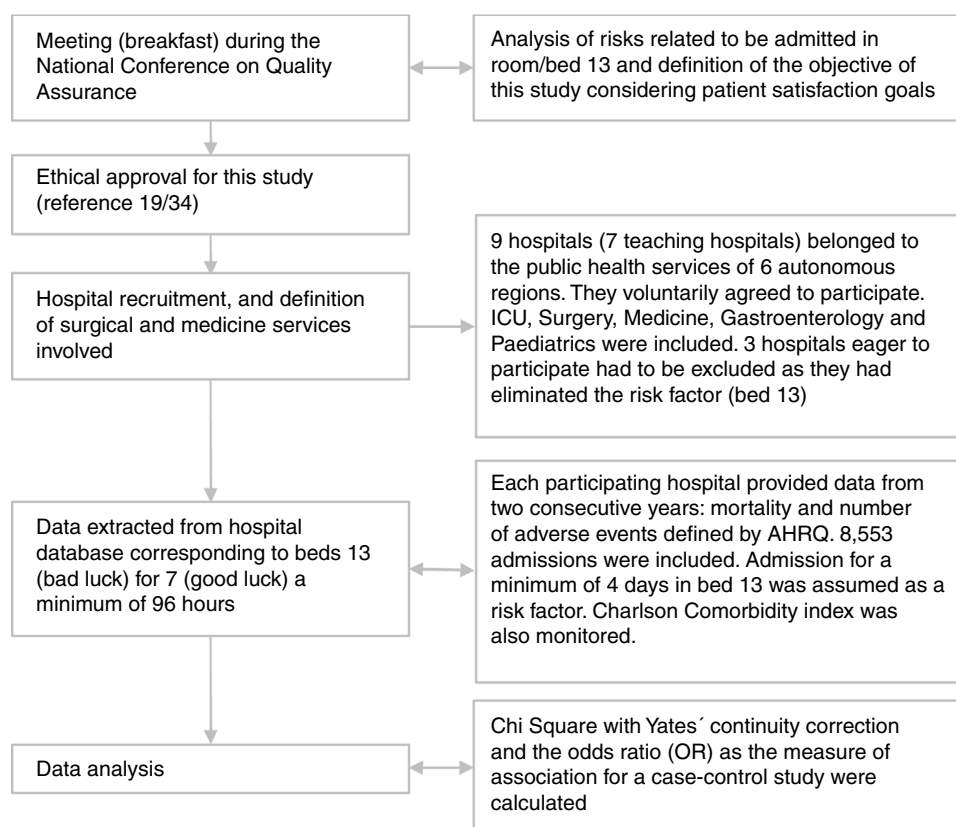 Meeting (breakfast) during the
National Conference on Quality
Assurance
Analysis of risks related to be admitted in
room/bed 13 and definition of the objective of
this study considering patient satisfaction goals
Ethical approval for this study
(reference 19/34)
Hospital recruitment, and definition
of surgical and medicine services
involved
9 hospitals (7 teaching hospitals) belonged to
the public health services of 6 autonomous
regions. They voluntarily agreed to participate.
ICU, Surgery, Medicine, Gastroenterology and
Paediatrics were included. 3 hospitals eager to
participate had to be excluded as they had
eliminated the risk factor (bed 13)
Data extracted from hospital
database corresponding to beds 13
(bad luck) for 7 (good luck) a
minimum of 96 hours
Each participating hospital provided data from
two consecutive years: mortality and number
of adverse events defined by AHRQ. 8,553
admissions were included. Admission for a
minimum of 4 days in bed 13 was assumed as a
risk factor. Charlson Comorbidity index was
also monitored.
Data analysis
Chi Square with Yates´ continuity correction
and the odds ratio (OR) as the measure of
association for a case-control study were
calculated